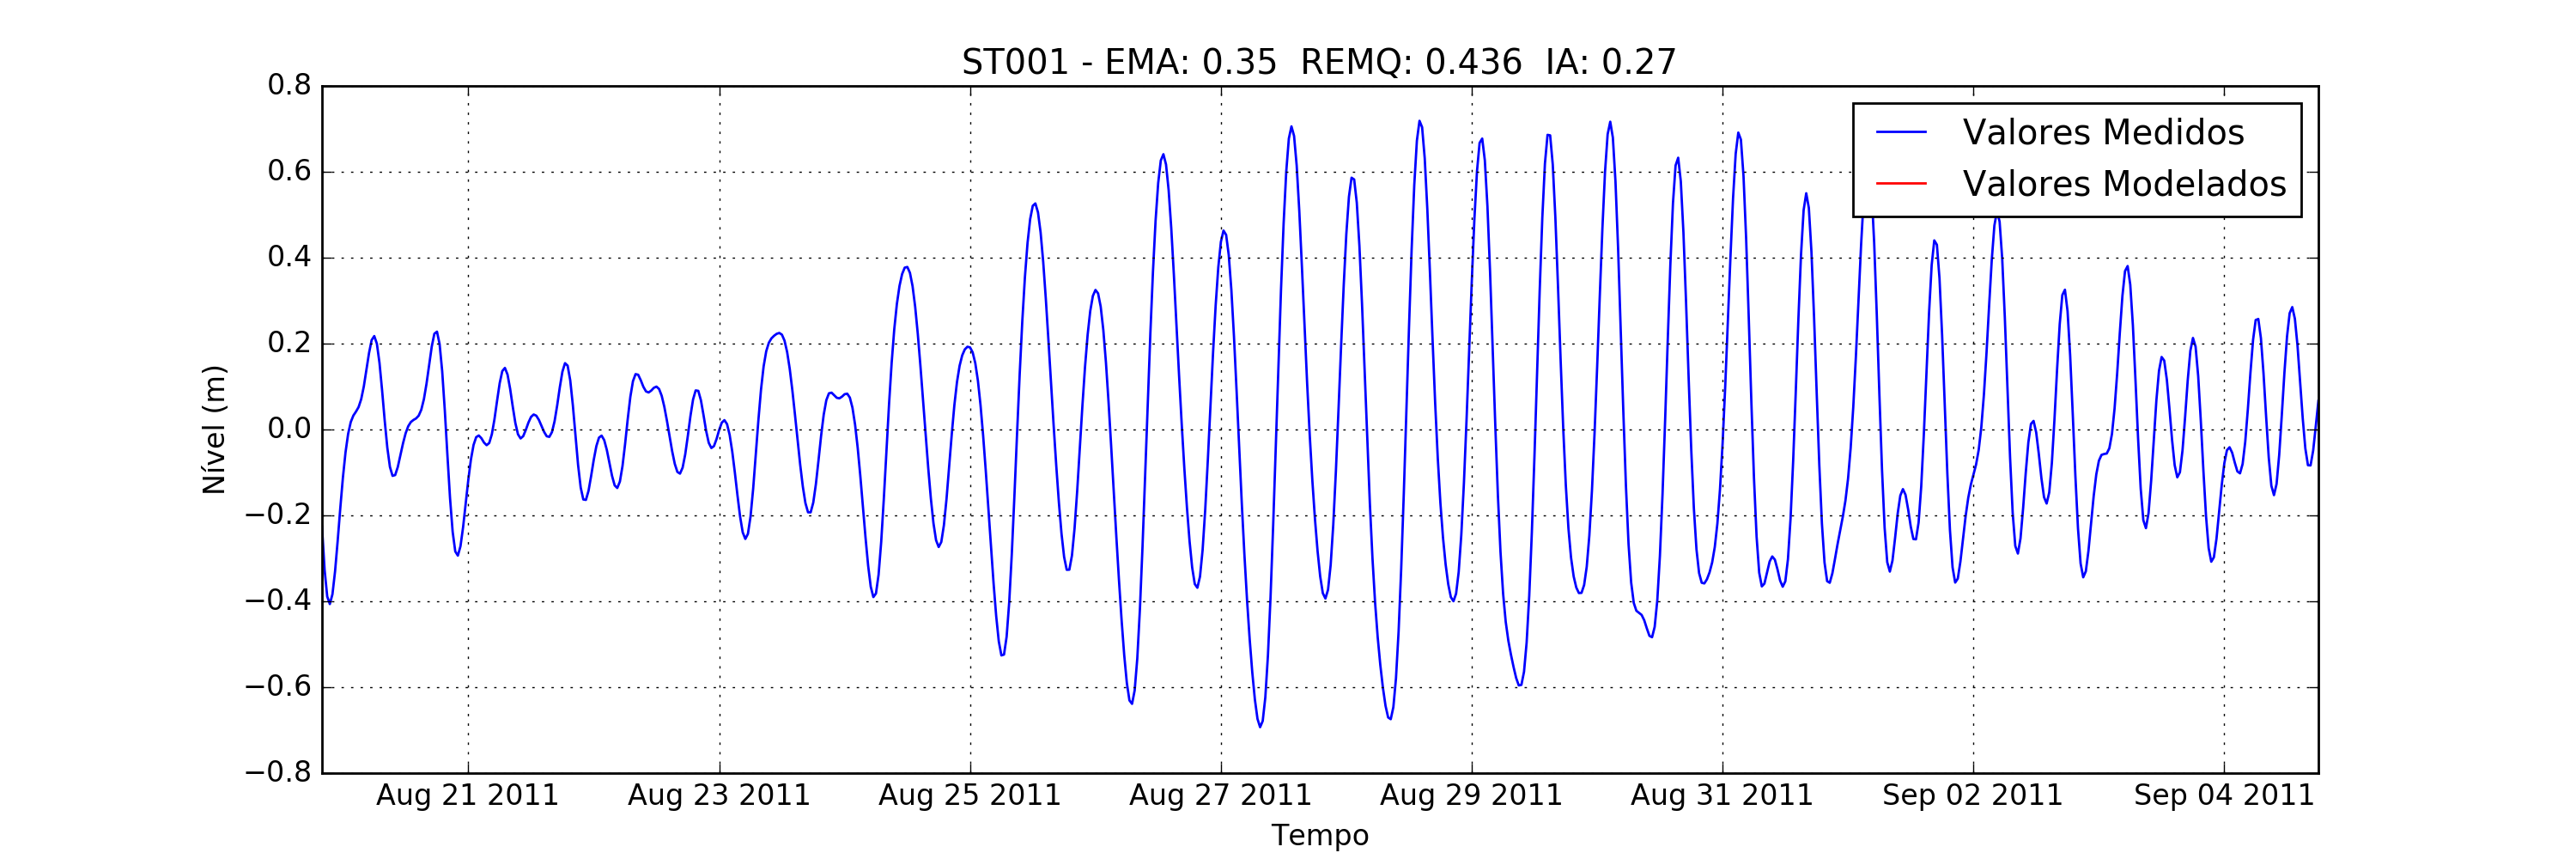 ST001 - EMA: 0.35  REMQ: 0.436  IA: 0.27
0.8
0.6
0.4
0.2
0.0
−0.2
−0.4
−0.6
−0.8
Nível (m)
Valores Medidos
Valores Modelados
Aug 21 2011
Aug 23 2011
Aug 25 2011
Aug 27 2011
Aug 29 2011
Aug 31 2011
Sep 02 2011
Sep 04 2011
Tempo